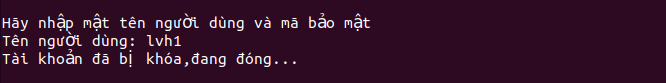 Hãy nhập mật tên người dùng và mã bảo mật
Tên người dùng: lvh1
Tài khoản đã bị khóa,đang đóng...